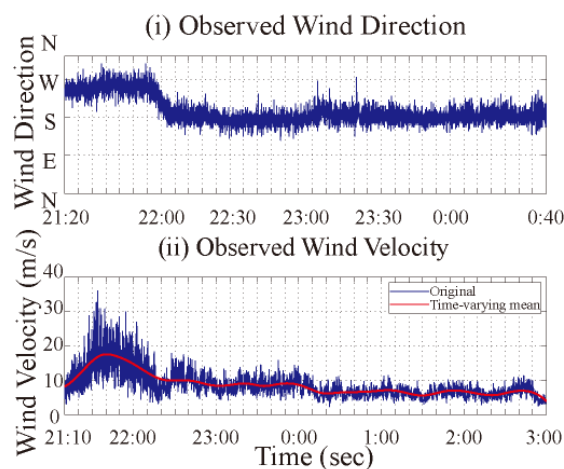 (i) Observed Wind Direction
Wind Direction
N
W
S
E
N
21:20 22:00 22:30 23:00 23:30 0:00 0:40
(ii) Observed Wind Velocity
Wind Velocity (m/s)
40
30
20
10
0
Original
Time-varying mean
21:10 22:00 23:00 0:00 1:00 2:00 3:00
Time (sec)